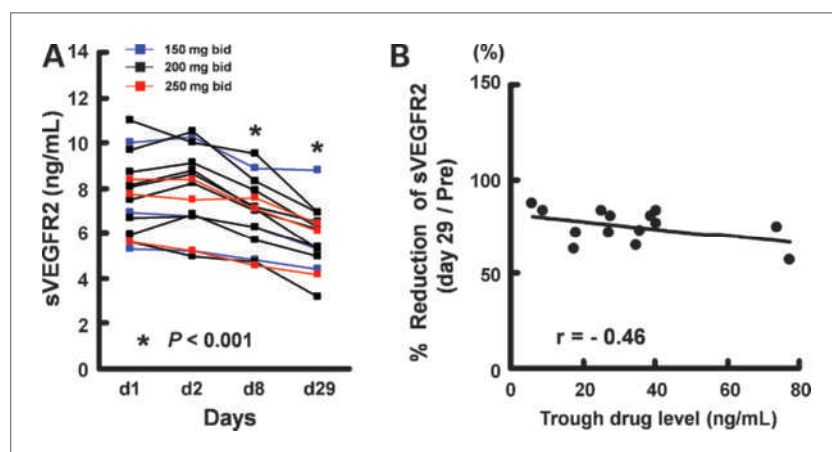 A
150 mg bid
200 mg bid
250 mg bid
sVEGFR2 (ng/mL)
14
12
10
8
6
4
2
0
*
*
* P < 0.001
d1 d2 d8 d29
Days
B
(%)
% Reduction of sVEGFR2
(day 29 / Pre)
150
100
50
0
r = - 0.46
0 20 40 60 80
Trough drug level (ng/mL)